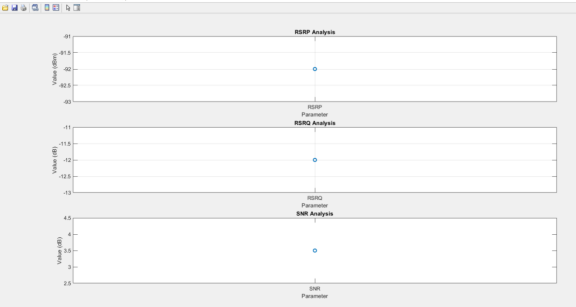 RSRP Analysis
-91
-91.5
-92
-92.5
-93
Value (dBm)
RSRP
Parameter
RSRQ Analysis
-11
-11.5
-12
-12.5
-13
Value (dB)
RSRQ
Parameter
SNR Analysis
4.5
4
3.5
3
2.5
Value (dB)
SNR
Parameter